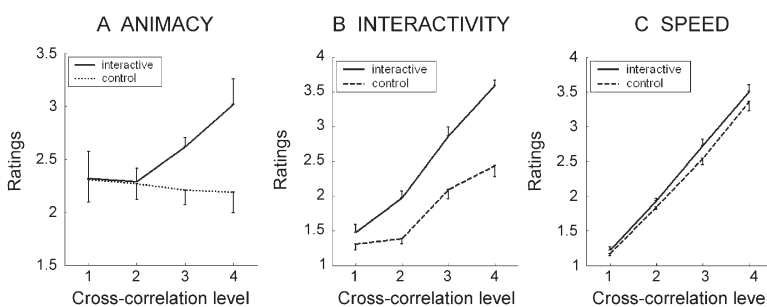 A ANIMACY
Ratings
3.5
3
2.5
2
1.5
interactive
control
1 2 3 4
Cross-correlation level
B INTERACTIVITY
Ratings
4
3.5
3
2.5
2
1.5
1
interactive
control
1 2 3 4
Cross-correlation level
C SPEED
Ratings
4
3.5
3
2.5
2
1.5
1
interactive
control
1 2 3 4
Cross-correlation level